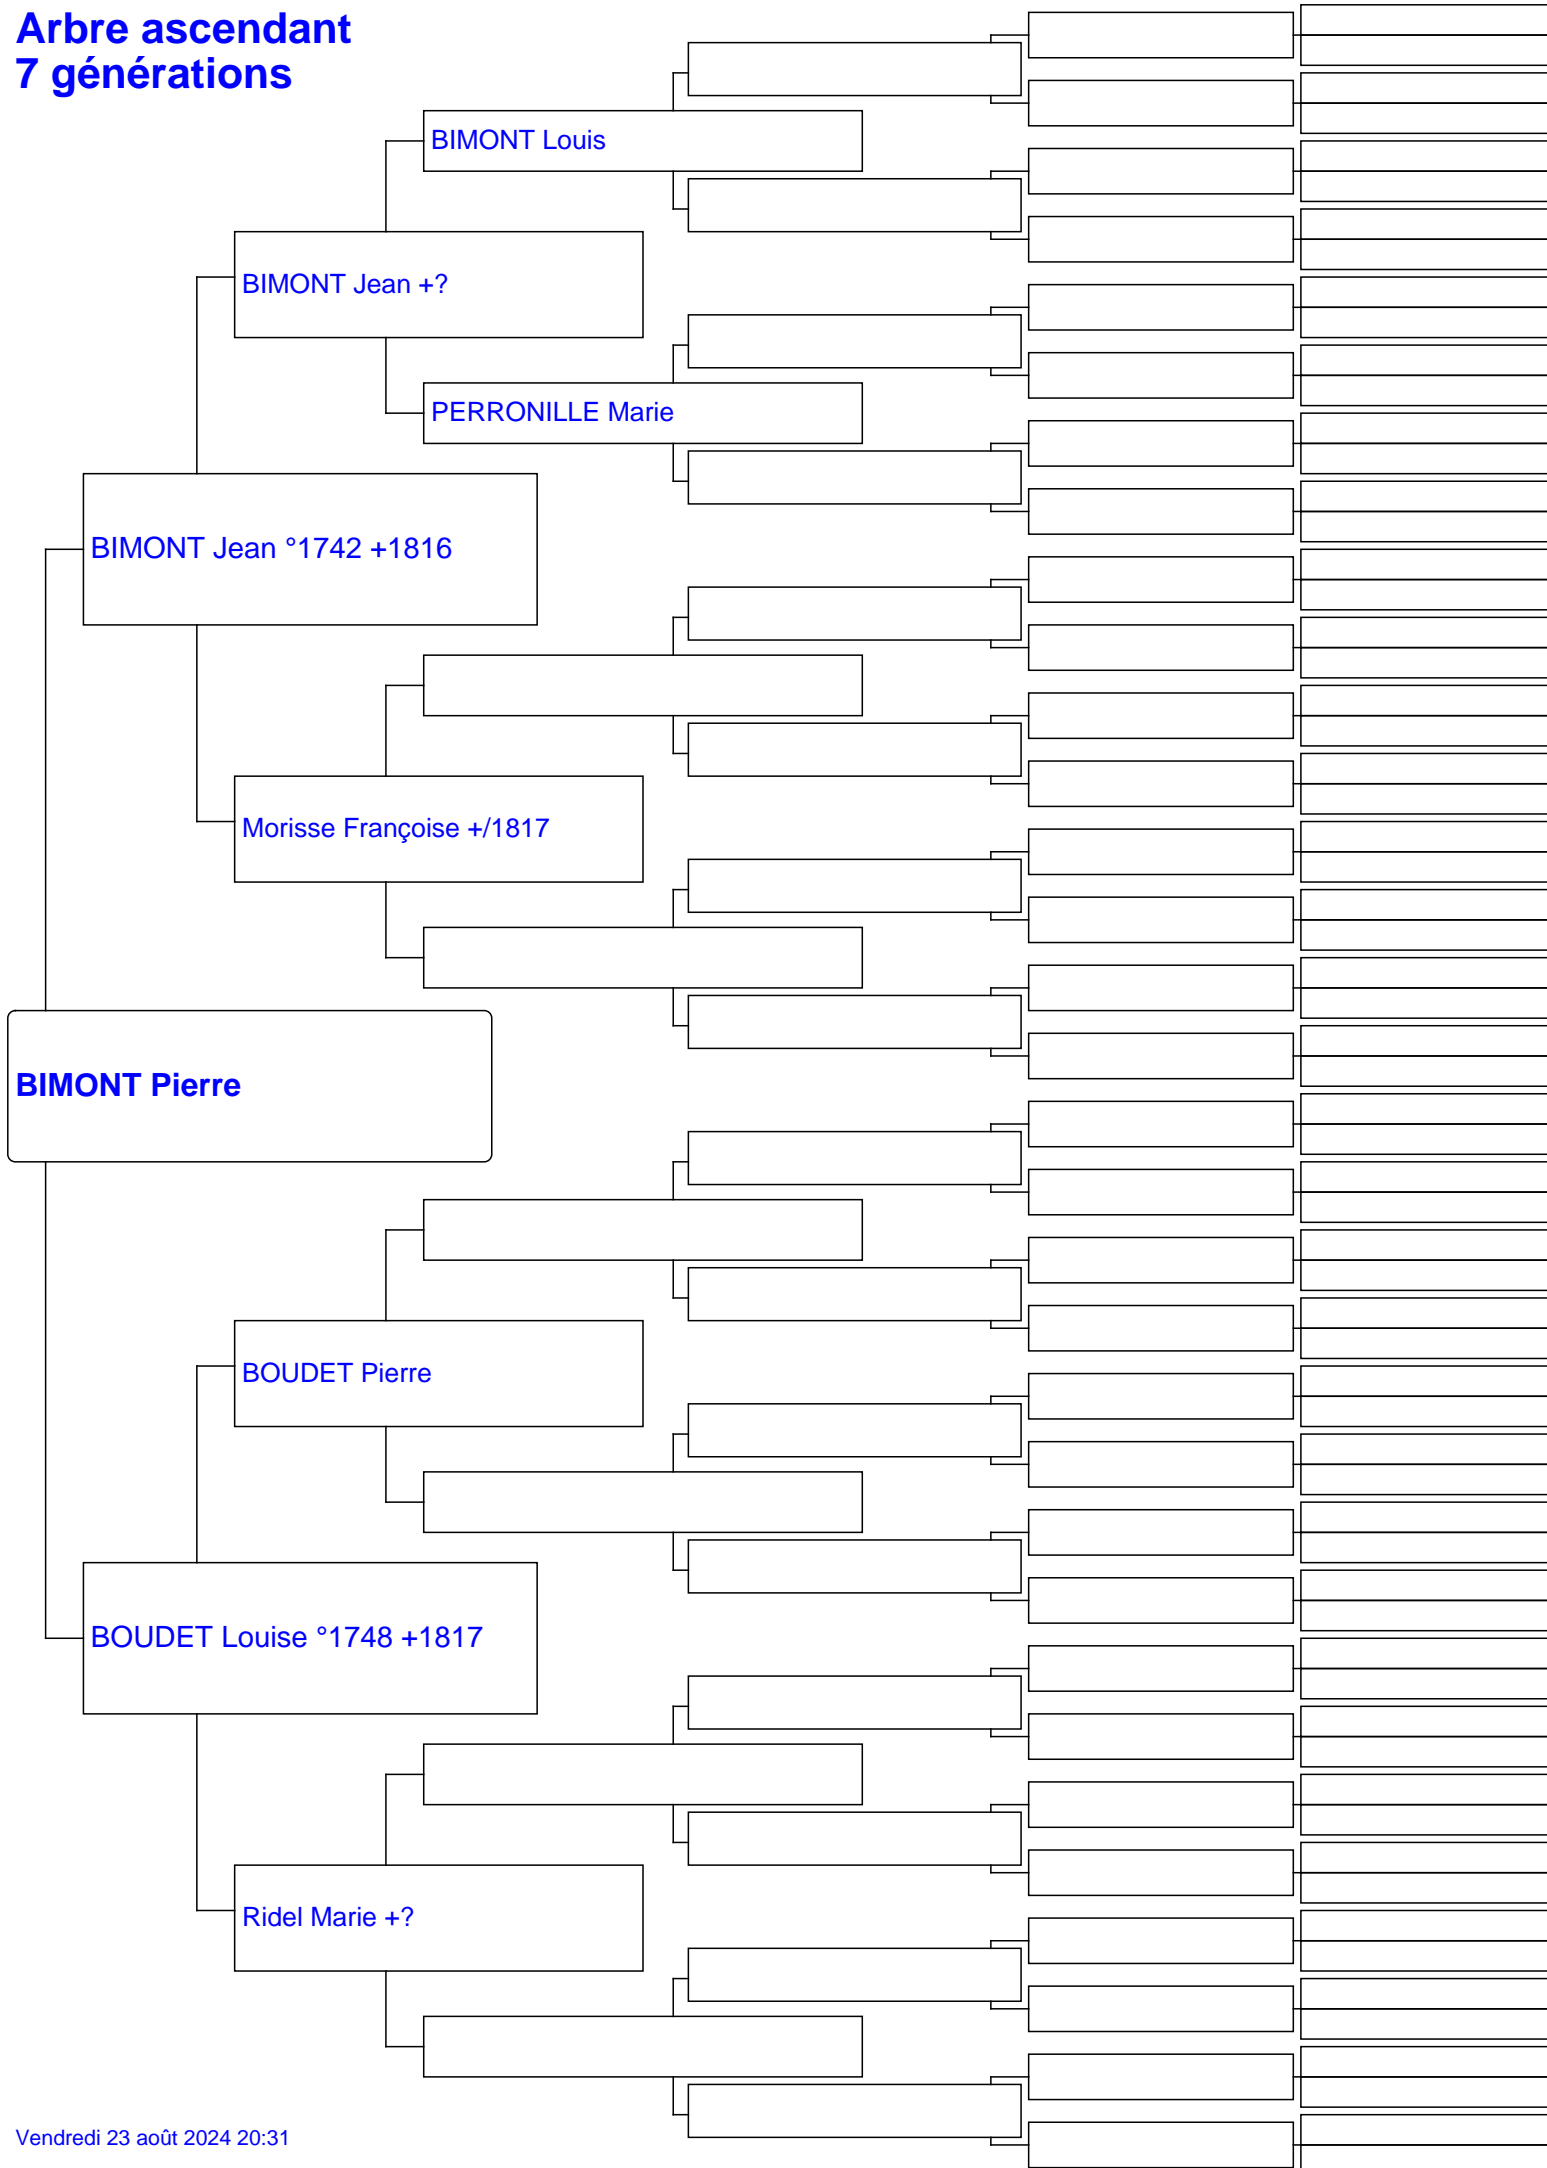 Arbre ascendant
7 générations
BIMONT Louis
BIMONT Jean +?
PERRONILLE Marie
BIMONT Jean °1742 +1816
Morisse Françoise +/1817
BIMONT Pierre
BOUDET Pierre
BOUDET Louise °1748 +1817
Ridel Marie +?
Vendredi 23 août 2024 20:31